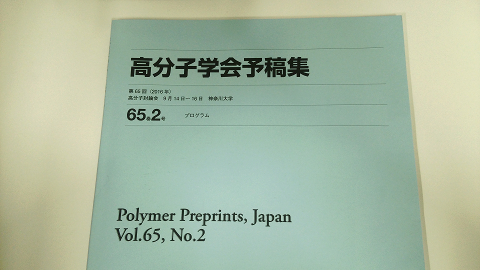 高分子学会予稿集
第65回(2016年)
高分子討論会 9月14日-16日 神奈川大学
65巻2号 プログラム
Polymer Preprints, Japan
Vol.65, No.2